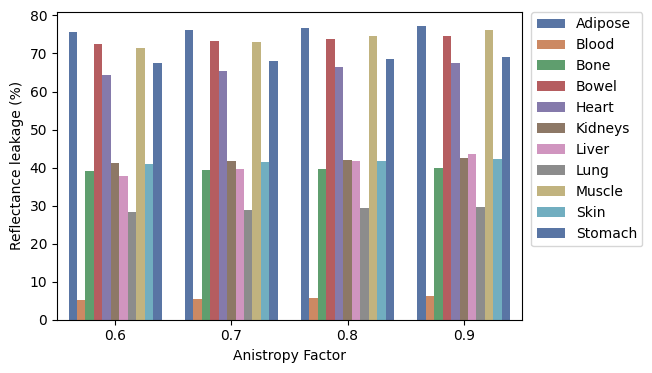 80
70
60
50
40
30
20
10
0
Reflectance leakage (%)
0.6
0.7
0.8
0.9
Anistropy Factor
Adipose
Blood
Bone
Bowel
Heart
Kidneys
Liver
Lung
Muscle
Skin
Stomach